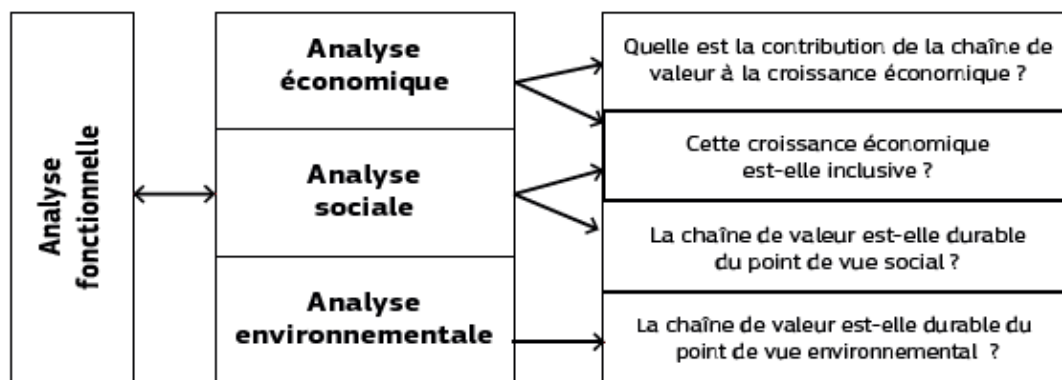 Analyse
fonctionnelle
Analyse
économique
Analyse
sociale
Analyse
environnementale
Quelle est la contribution de la chaîne de
valeur à la croissance économique ?
Cette croissance économique
est-elle inclusive ?
La chaîne de valeur est-elle durable
du point de vue social ?
La chaîne de valeur est-elle durable du
point de vue environnemental ?